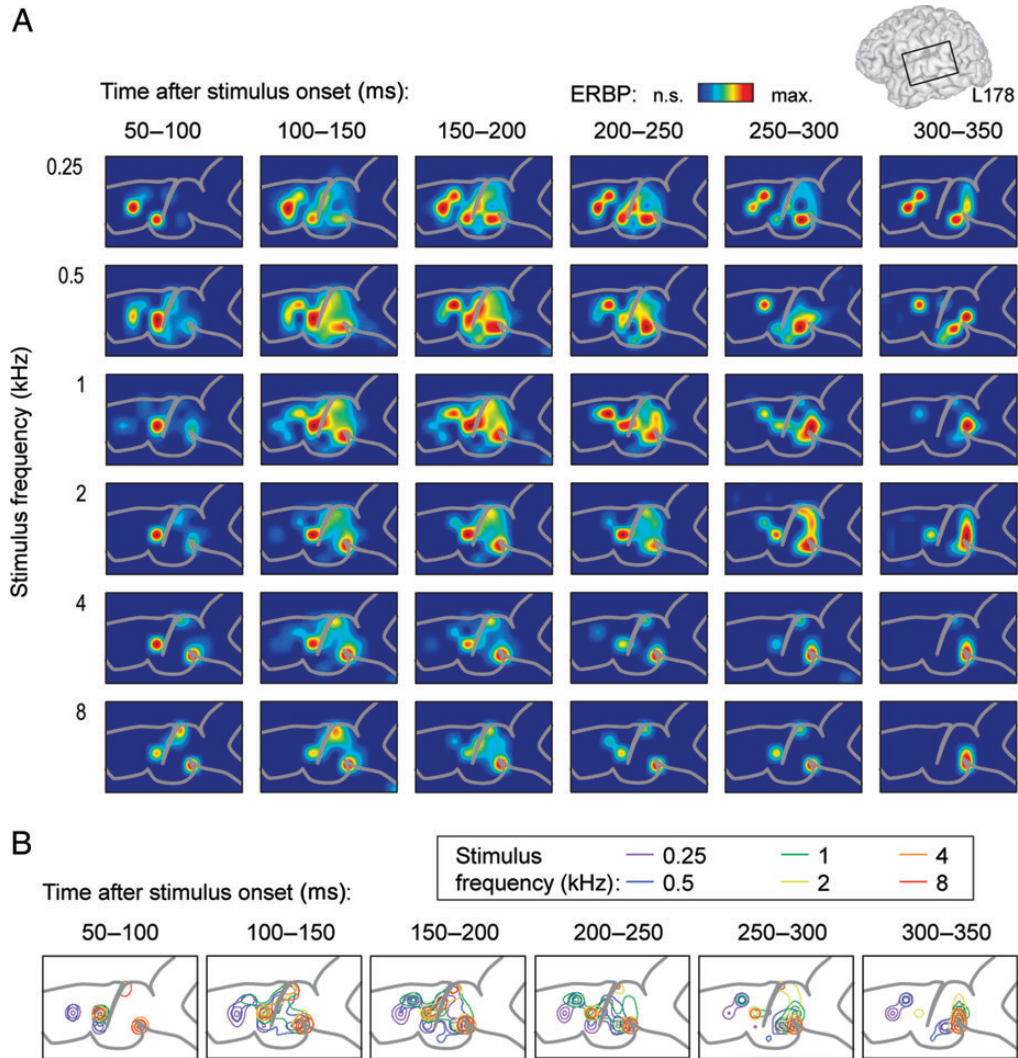 A
Time after stimulus onset (ms):
ERBP: n.s. max.
L178
50–100 100–150 150–200 200–250 250–300 300–350
Stimulus frequency (kHz)
0.25
0.5
1
2
4
8
B
Stimulus
frequency (kHz):
0.25 1 4
0.5 2 8
Time after stimulus onset (ms):
50–100 100–150 150–200 200–250 250–300 300–350